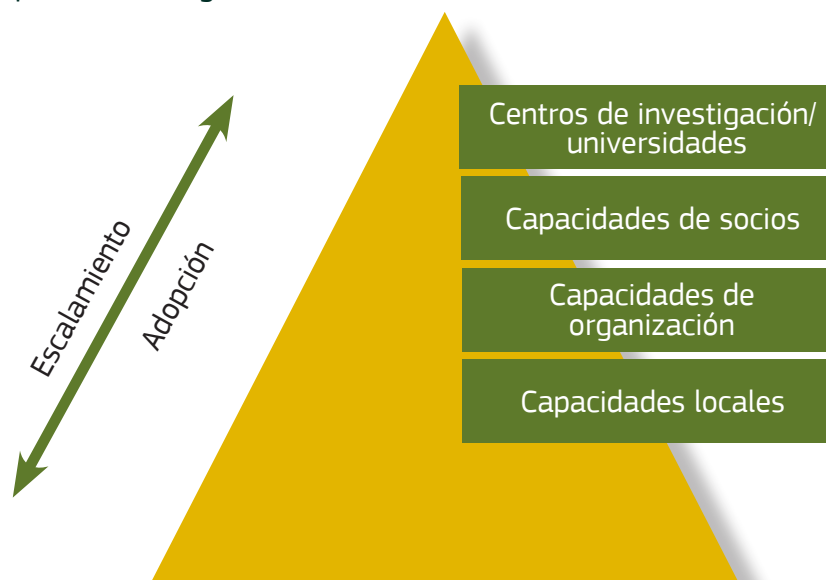 Centros de investigación/
universidades
Capacidades de socios
Capacidades de
organización
Capacidades locales
Escalamiento
Adopción